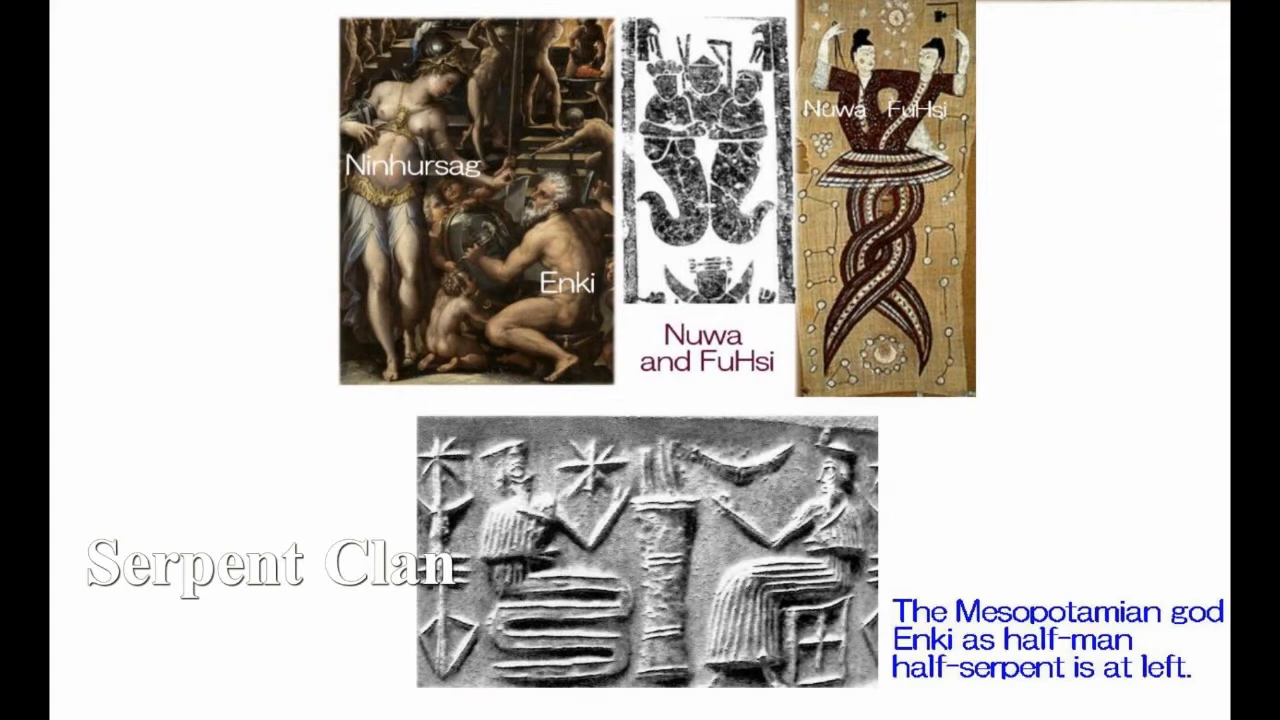 Ninhursag
Enki
Nuwa FuHsi
Nuwa
and FuHsi
Serpent Clan
The Mesopotamian god
Enki as half-man
half-serpent is at left.